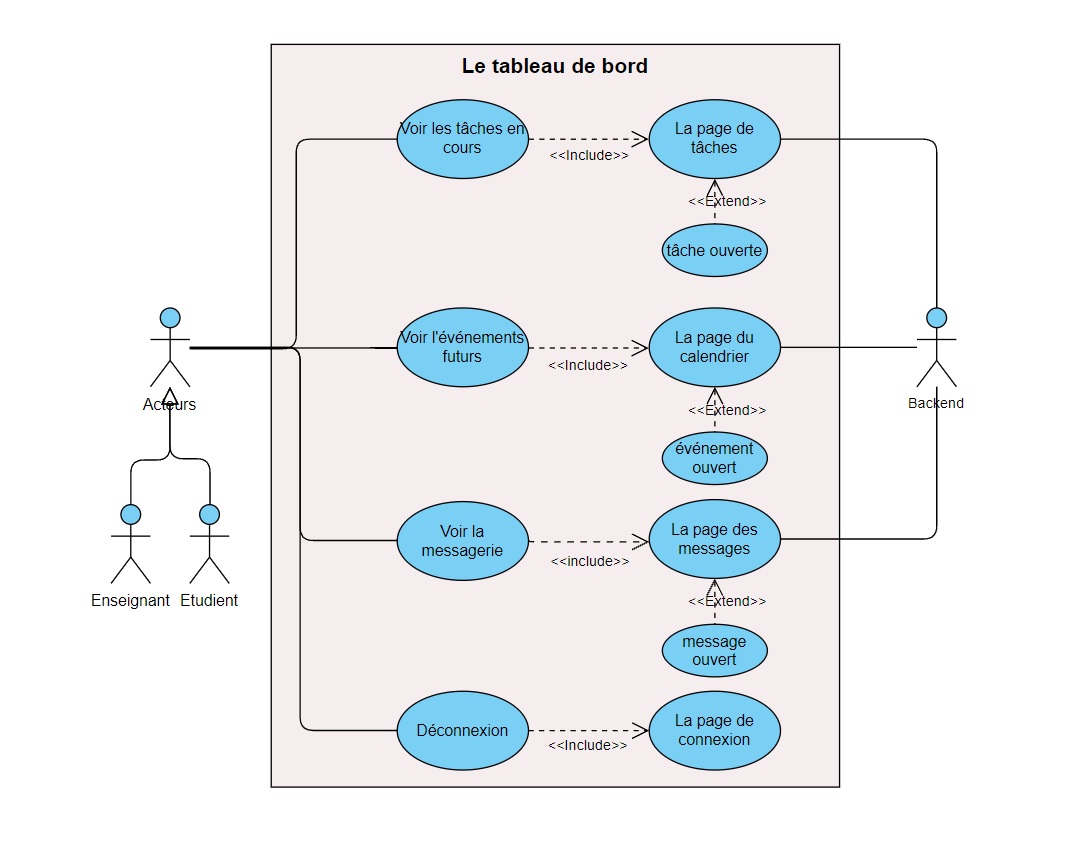 Le tableau de bord
Voir les tâches en
cours
<<Include>>
La page de
tâches
<<Extend>>
tâche ouverte
Voir l'événements
futurs
<<Include>>
La page du
calendrier
<<Extend>>
événement
ouvert
Acteurs
Backend
Enseignant
Etudient
Voir la
messagerie
<<include>>
La page des
messages
<<Extend>>
message
ouvert
Déconnexion
<<Include>>
La page de
connexion